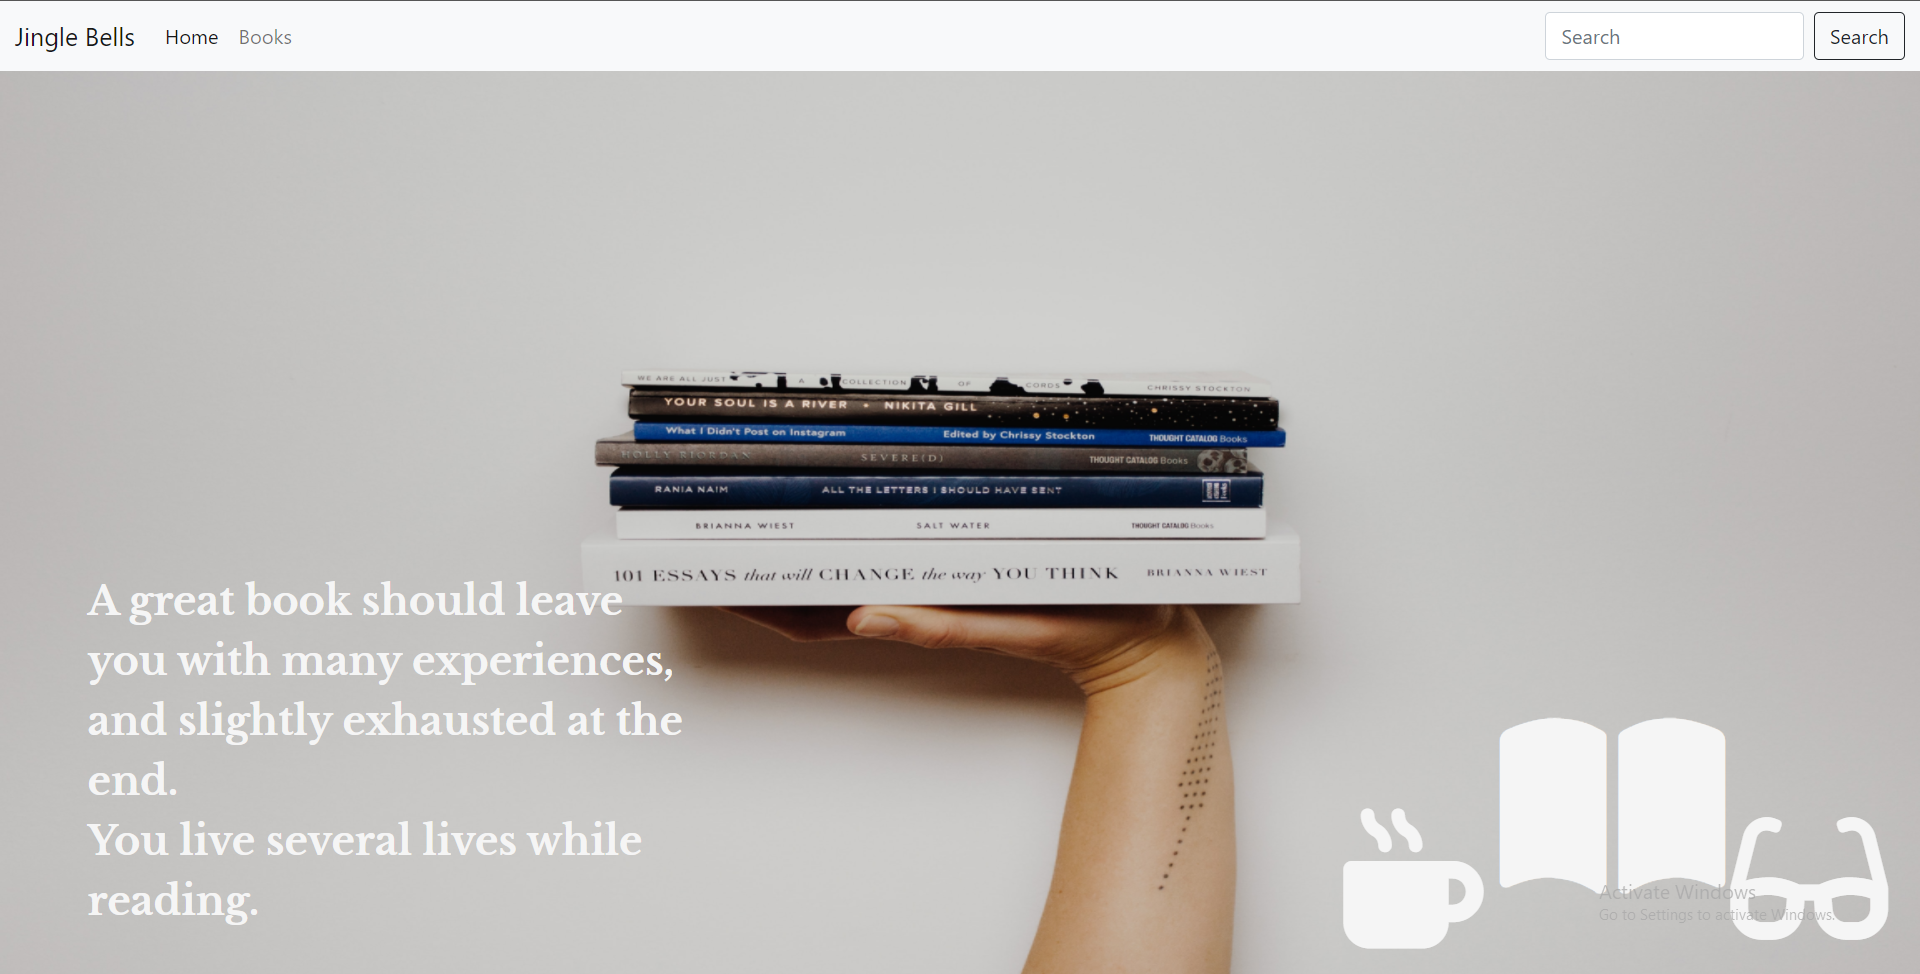 Jingle Bells Home Books Search Search
WE ARE ALL JUST A COLLECTION OF CORDS CHRISSY STOCKTON
YOUR SOUL IS A RIVER • NIKITA GILL
What I Didn't Post on Instagram Edited by Chrissy Stockton THOUGHT CATALOG Books
HOLLY RIORDAN SEVERE(D) THOUGHT CATALOG Books
RANIA NAIM ALL THE LETTERS I SHOULD HAVE SENT
BRIANNA WIEST SALT WATER THOUGHT CATALOG Books
101 ESSAYS that will CHANGE the way YOU THINK BRIANNA WIEST
A great book should leave
you with many experiences,
and slightly exhausted at the
end.
You live several lives while
reading.
Activate Windows
Go to Settings to activate Windows.